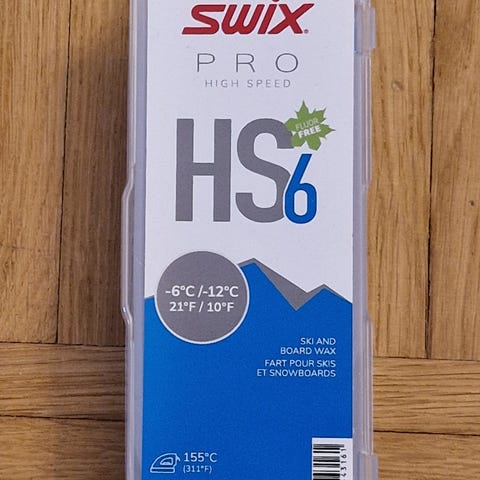 SWIX
PRO
HIGH SPEED
FLUOR
FREE
HS6
-6°C /-12°C
21°F / 10°F
SKI AND
BOARD WAX
FART POUR SKIS
ET SNOWBOARDS
155°C
(311°F)
43161